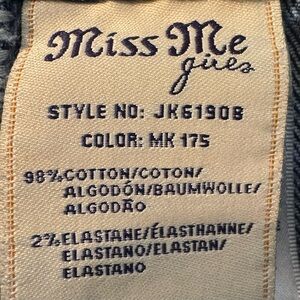 Miss Me
girls
STYLE NO: JK6190B
COLOR: MK 175
98%COTTON/COTON/
ALGODÓN/BAUMWOLLE/
ALGODÃO
2%ELASTANE/ÉLASTHANNE/
ELASTANO/ELASTAN/
ELASTANO